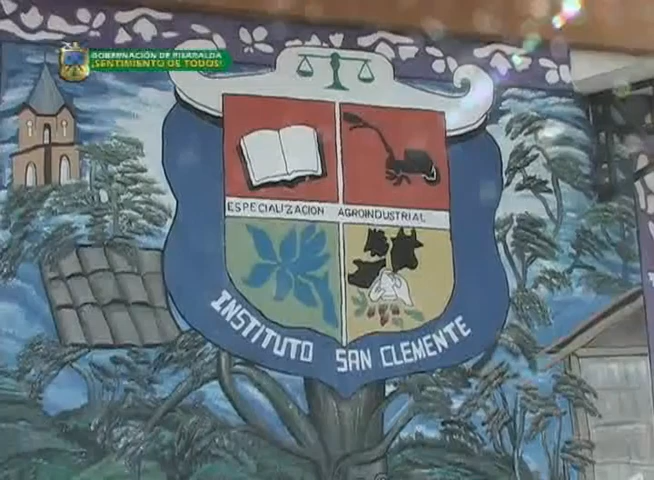 GOBERNACIÓN DE RISARALDA
¡SENTIMIENTO DE TODOS!
ESPECIALIZACION AGROINDUSTRIAL
INSTITUTO SAN CLEMENTE